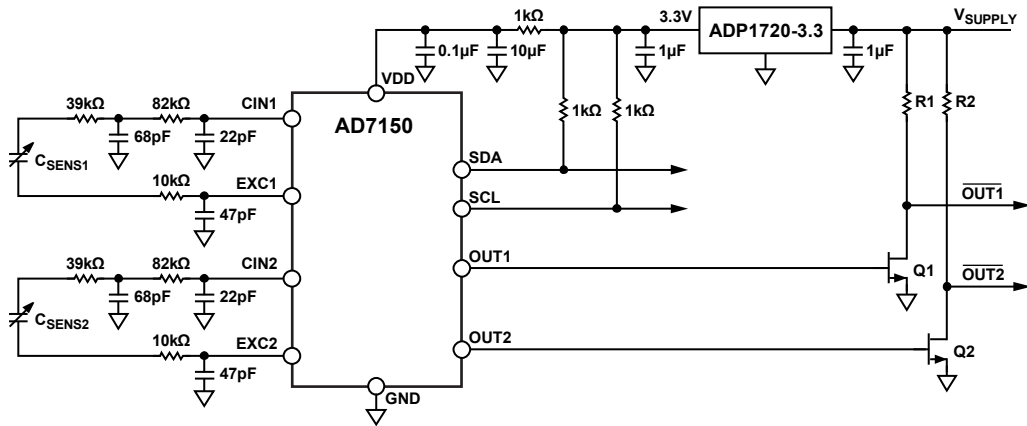 1kΩ
3.3V
ADP1720-3.3
VSUPPLY
0.1µF
10µF
1µF
1µF
VDD
39kΩ
82kΩ
CIN1
AD7150
1kΩ
1kΩ
R1
R2
68pF
22pF
CSENS1
SDA
10kΩ
EXC1
SCL
47pF
OUT1
39kΩ
82kΩ
CIN2
OUT1
Q1
68pF
22pF
OUT2
CSENS2
10kΩ
EXC2
OUT2
Q2
47pF
GND